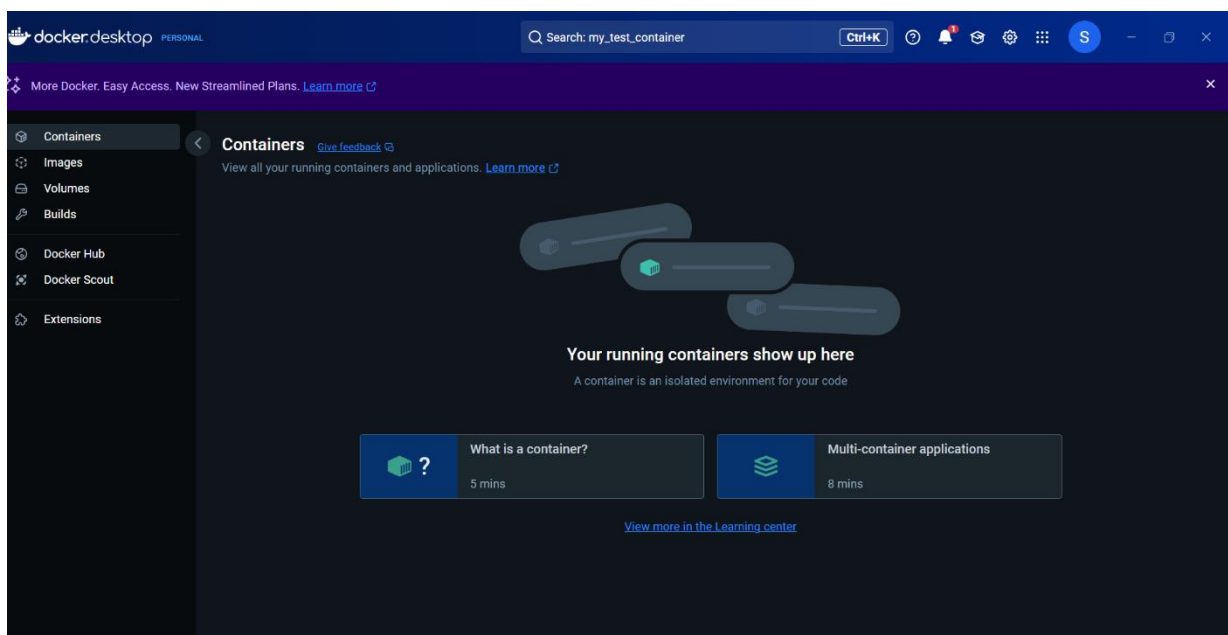 docker.desktop PERSONAL
Search: my_test_container
Ctrl+K
1
S
More Docker. Easy Access. New Streamlined Plans. Learn more
Containers
Images
Volumes
Builds
Docker Hub
Docker Scout
Extensions
Containers Give feedback
View all your running containers and applications. Learn more
Your running containers show up here
A container is an isolated environment for your code
?
What is a container?
5 mins
Multi-container applications
8 mins
View more in the Learning center